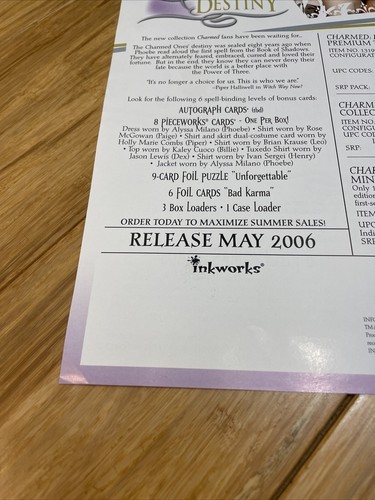 DESTINY
The new collection Charmed fans have been waiting for..
The Charmed Ones' destiny was sealed eight years ago when
Phoebe read aloud the first spell from the Book of Shadows.
They have alternately feared, embraced, cursed and loved their
fortune. But in the end, they know they can never deny their
fate because the world is a better place with
the Power of Three.
"It's no longer a choice for us. This is who we are."
–Piper Halliwell in Witch Way Now?
Look for the following 6 spell-binding levels of bonus cards:
AUTOGRAPH CARDS•
8 PIECEWORKS® CARDS• - One Per Box!
Dress worn by Alyssa Milano (Phoebe) • Shirt worn by Rose
McGowan (Paige) • Shirt and skirt dual-costume card worn by
Holly Marie Combs (Piper) • Shirt worn by Brian Krause (Leo)
• Top worn by Kaley Cuoco (Billie) • Tuxedo Shirt worn by
Jason Lewis (Dex) • Shirt worn by Ivan Sergei (Henry)
• Jacket worn by Alyssa Milano (Phoebe)
9-CARD FOIL PUZZLE "Unforgettable"
6 FOIL CARDS "Bad Karma"
3 Box Loaders • 1 Case Loader
ORDER TODAY TO MAXIMIZE SUMMER SALES!
RELEASE MAY 2006
inkworks®
CHARMED
PREMIUM
ITEM NO.
CONFIGURAT
UPC CODES:
SRP PACK:
CHARM
COLLEC
ITEM NO
CONFIG
UPC CODE
SRP:
CHAR
MIN
Only 1
edition
first-se
ITEM
UPC
Indi
SR
INFO
TM &
Proc
IN